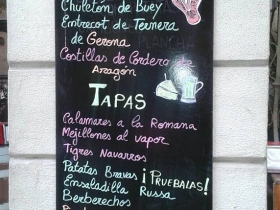 Chuletón de Buey
Entrecot de Ternera
de Gerona
Costillas de Cordero de
Aragón
TAPAS
Calamares a la Romana
Mejillones al vapor
Tigres Navarros
Patatas Bravas ¡PRUEBALAS!
Ensaladilla Russa
Berberechos